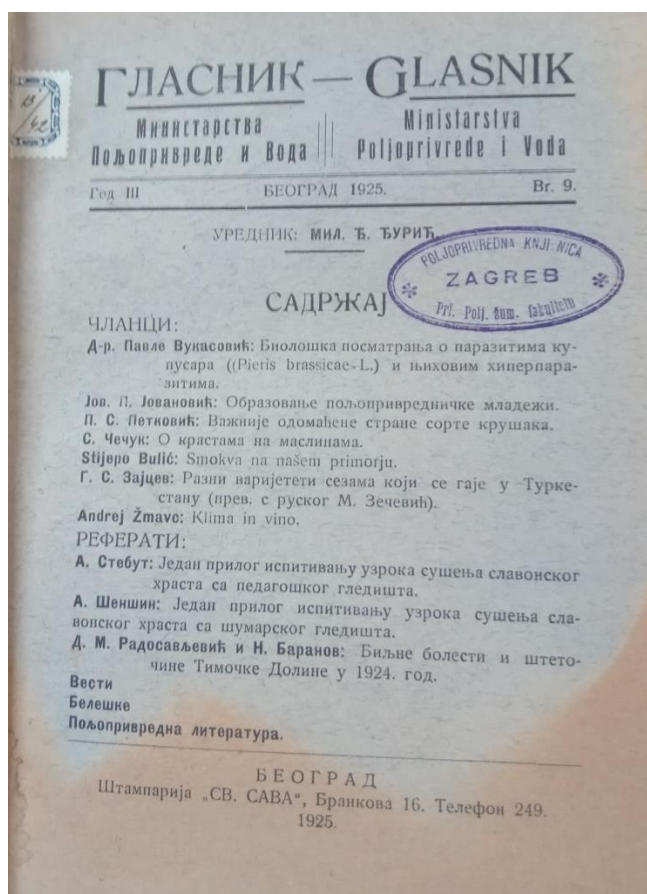 ГЛАСНИК — GLASNIK
Министарства Пољопривреде и Вода
Ministarstva Poljoprivrede i Voda
Год III БЕОГРАД 1925. Br. 9.
УРЕДНИК: МИЛ. Ђ. ЂУРИЋ.
POLJOPRIVREDNA KNJI NICA
ZAGREB
Pri. Polj. šum. fakultetu
САДРЖАЈ
ЧЛАНЦИ:
Д-р. Павле Вукасовић: Биолошка посматрања о паразитима ку-
пусара ((Pieris brassicae-L.) и њиховим хиперпара-
зитима.
Јов. П. Јовановић: Образовање пољопривредничке младежи.
П. С. Петковић: Важније одомаћене стране сорте крушака.
С. Чечук: О крастама на маслинама.
Stijepo Bulić: Smokva na našem primorju.
Г. С. Зајцев: Разни варијетети сезама који се гаје у Турке-
стану (прев. с руског М. Зечевић).
Andrej Žmavc: Klima in vino.
РЕФЕРАТИ:
А. Стебут: Један прилог испитивању узрока сушења славонског
храста са педагошког гледишта.
А. Шеншин: Један прилог испитивању узрока сушења сла-
вонског храста са шумарског гледишта.
Д. М. Радосављевић и Н. Баранов: Биљне болести и штето-
чине Тимочке Долине у 1924. год.
Вести
Белешке
Пољопривредна литература.
БЕОГРАД
Штампарија „СВ. САВА“, Бранкова 16. Телефон 249.
1925.